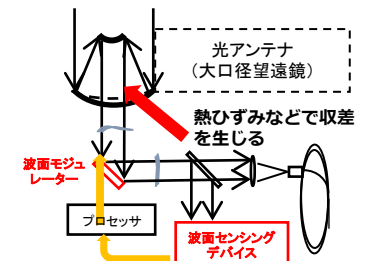 光アンテナ
（大口径望遠鏡）
熱ひずみなどで収差
を生じる
波面モジュ
レーター
プロセッサ
波面センシング
デバイス